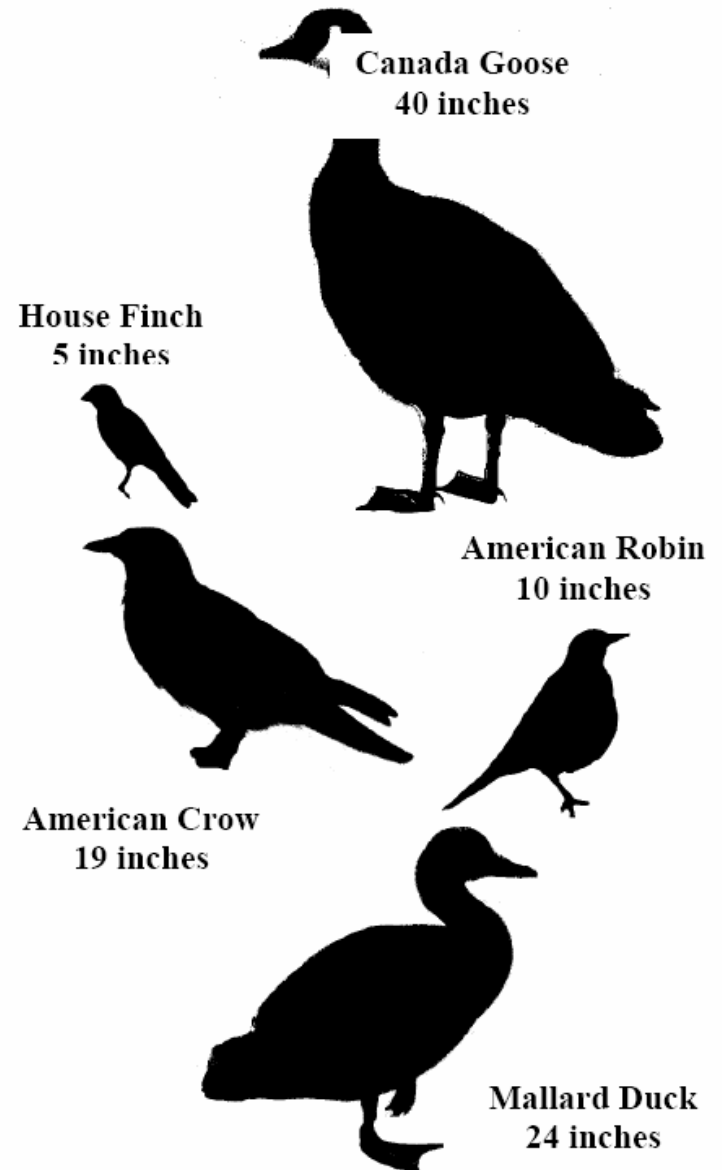 Canada Goose
40 inches
House Finch
5 inches
American Robin
10 inches
American Crow
19 inches
Mallard Duck
24 inches